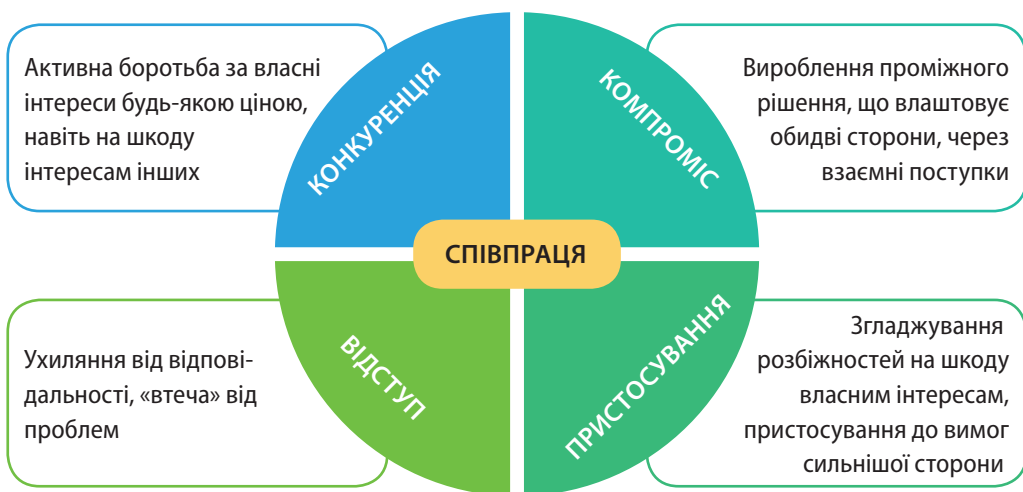 Активна боротьба за власні
інтереси будь-якою ціною,
навіть на шкоду
інтересам інших
КОНКУРЕНЦІЯ
КОМПРОМІС
Вироблення проміжного
рішення, що влаштовує
обидві сторони, через
взаємні поступки
СПІВПРАЦЯ
Ухиляння від відпові-
дальності, «втеча» від
проблем
ВІДСТУП
ПРИСТОСУВАННЯ
Згладжування
розбіжностей на шкоду
власним інтересам,
пристосування до вимог
сильнішої сторони